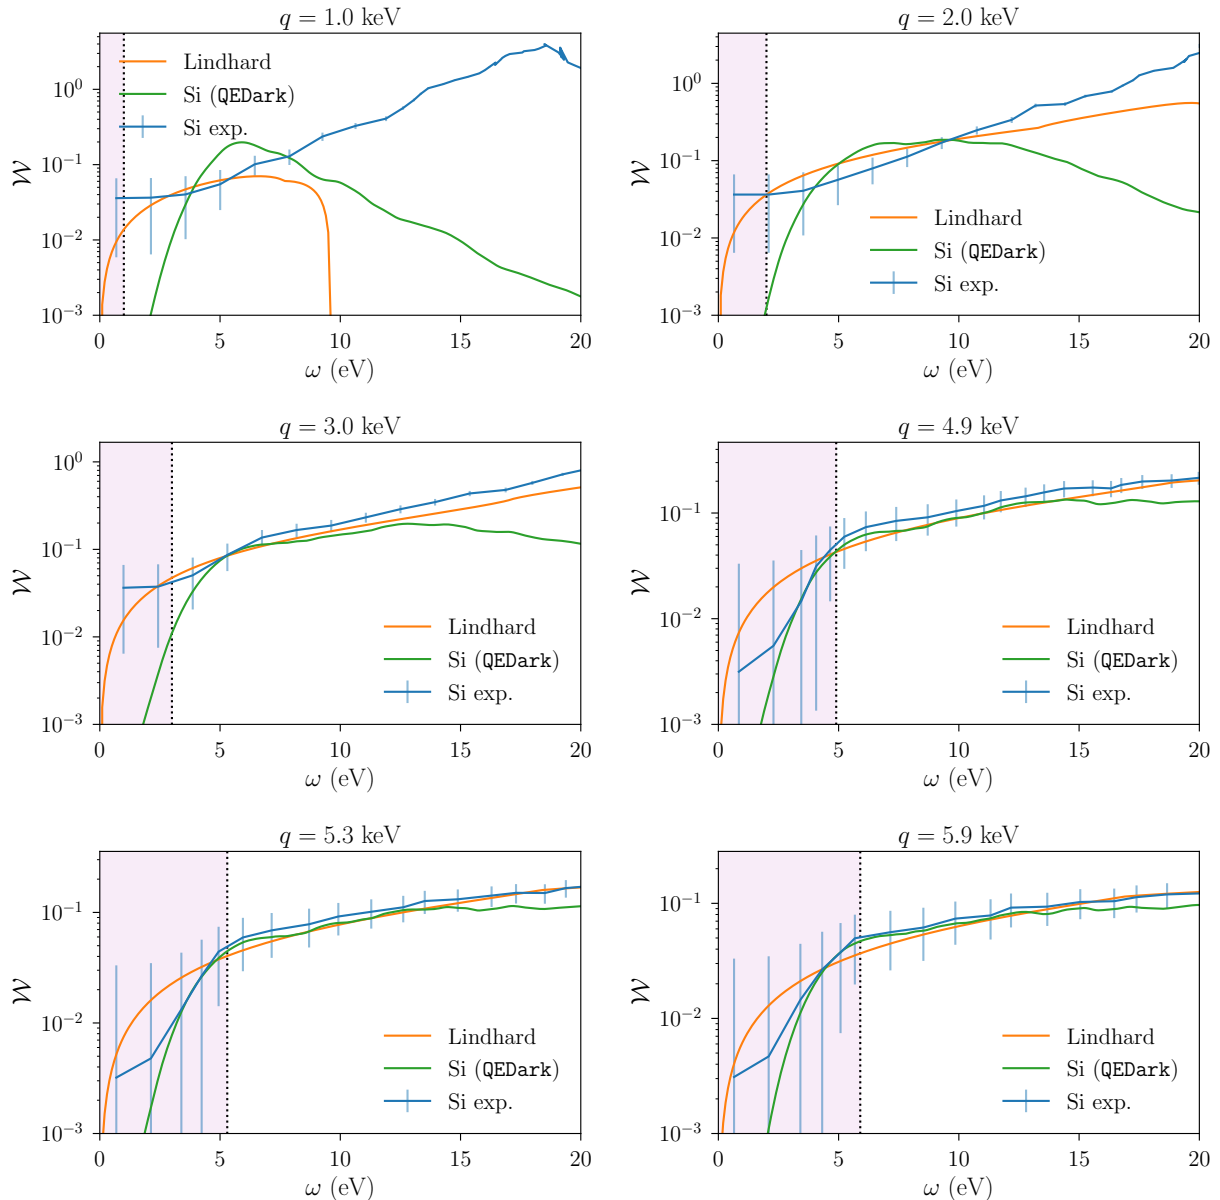 q = 1.0 keV
q = 2.0 keV
10⁰
10⁻¹
10⁻²
10⁻³
𝒲
Lindhard
Si (QEDark)
Si exp.
0 5 10 15 20
ω (eV)
10⁰
10⁻¹
10⁻²
10⁻³
𝒲
Lindhard
Si (QEDark)
Si exp.
0 5 10 15 20
ω (eV)
q = 3.0 keV
q = 4.9 keV
10⁰
10⁻¹
10⁻²
10⁻³
𝒲
Lindhard
Si (QEDark)
Si exp.
0 5 10 15 20
ω (eV)
10⁻¹
10⁻²
10⁻³
𝒲
Lindhard
Si (QEDark)
Si exp.
0 5 10 15 20
ω (eV)
q = 5.3 keV
q = 5.9 keV
10⁻¹
10⁻²
10⁻³
𝒲
Lindhard
Si (QEDark)
Si exp.
0 5 10 15 20
ω (eV)
10⁻¹
10⁻²
10⁻³
𝒲
Lindhard
Si (QEDark)
Si exp.
0 5 10 15 20
ω (eV)